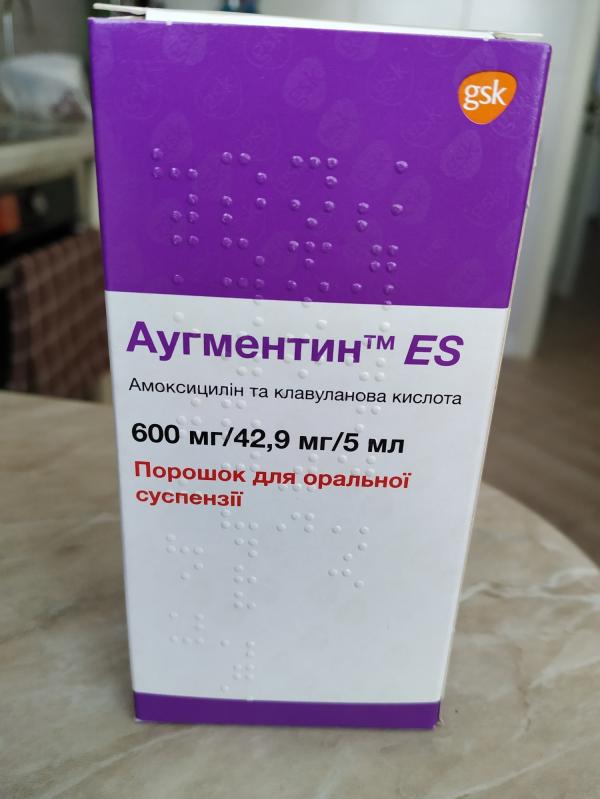 gsk
Аугментин™ ES
Амоксицилін та клавуланова кислота
600 мг/42,9 мг/5 мл
Порошок для оральної
суспензії